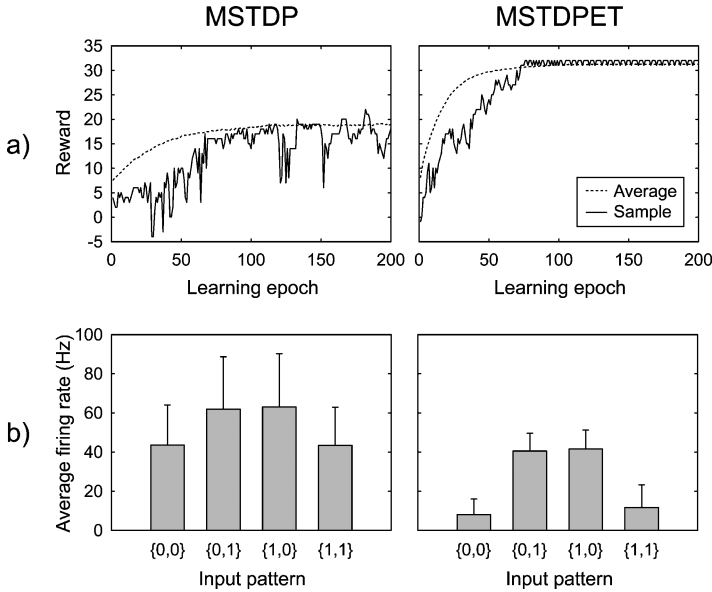 MSTDP MSTDPET
a)
Reward
35
30
25
20
15
10
5
0
-5
0 50 100 150 200
Learning epoch
0 50 100 150 200
Learning epoch
Average
Sample
b)
Average firing rate (Hz)
100
80
60
40
20
0
{0,0} {0,1} {1,0} {1,1}
Input pattern
{0,0} {0,1} {1,0} {1,1}
Input pattern